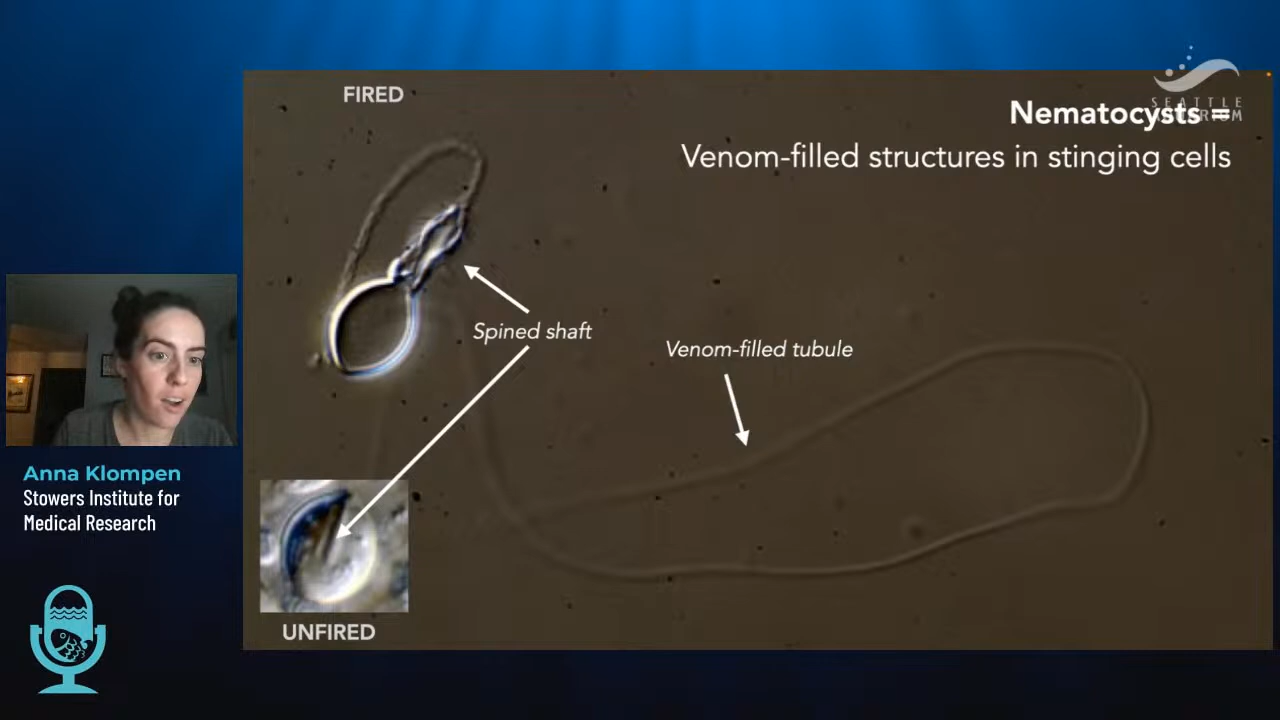 FIRED
SEATTLE
Nematocysts =
Venom-filled structures in stinging cells
Spined shaft
Venom-filled tubule
Anna Klompen
Stowers Institute for
Medical Research
UNFIRED